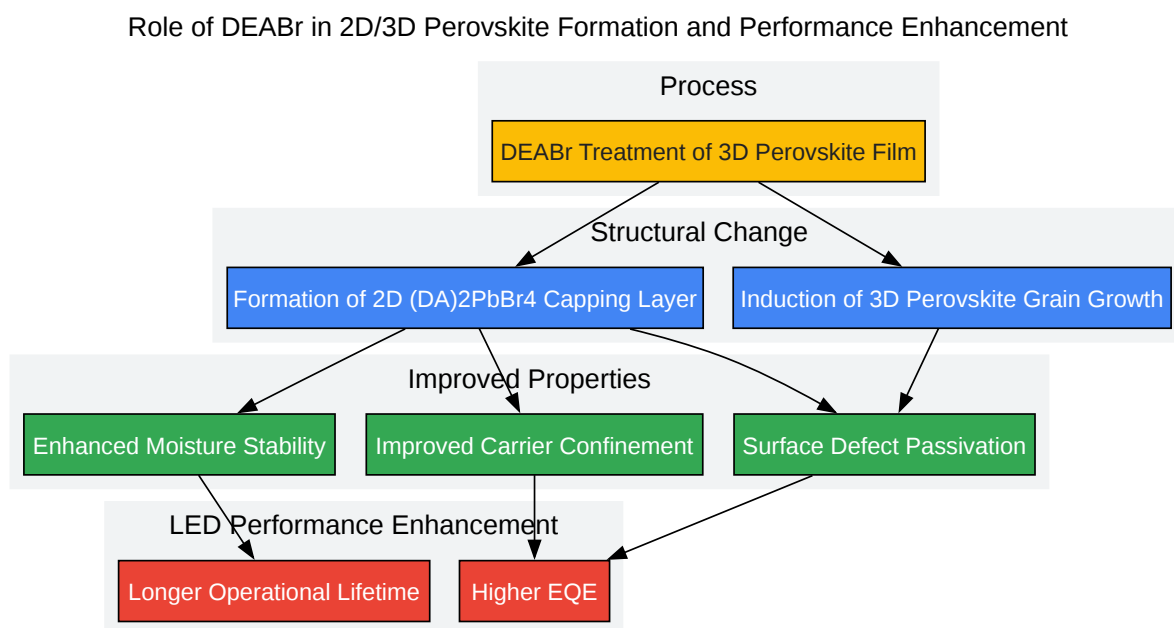 Role of DEABr in 2D/3D Perovskite Formation and Performance Enhancement
Process
DEABr Treatment of 3D Perovskite Film
Structural Change
Formation of 2D (DA)2PbBr4 Capping Layer
Induction of 3D Perovskite Grain Growth
Improved Properties
Enhanced Moisture Stability
Improved Carrier Confinement
Surface Defect Passivation
LED Performance Enhancement
Longer Operational Lifetime
Higher EQE